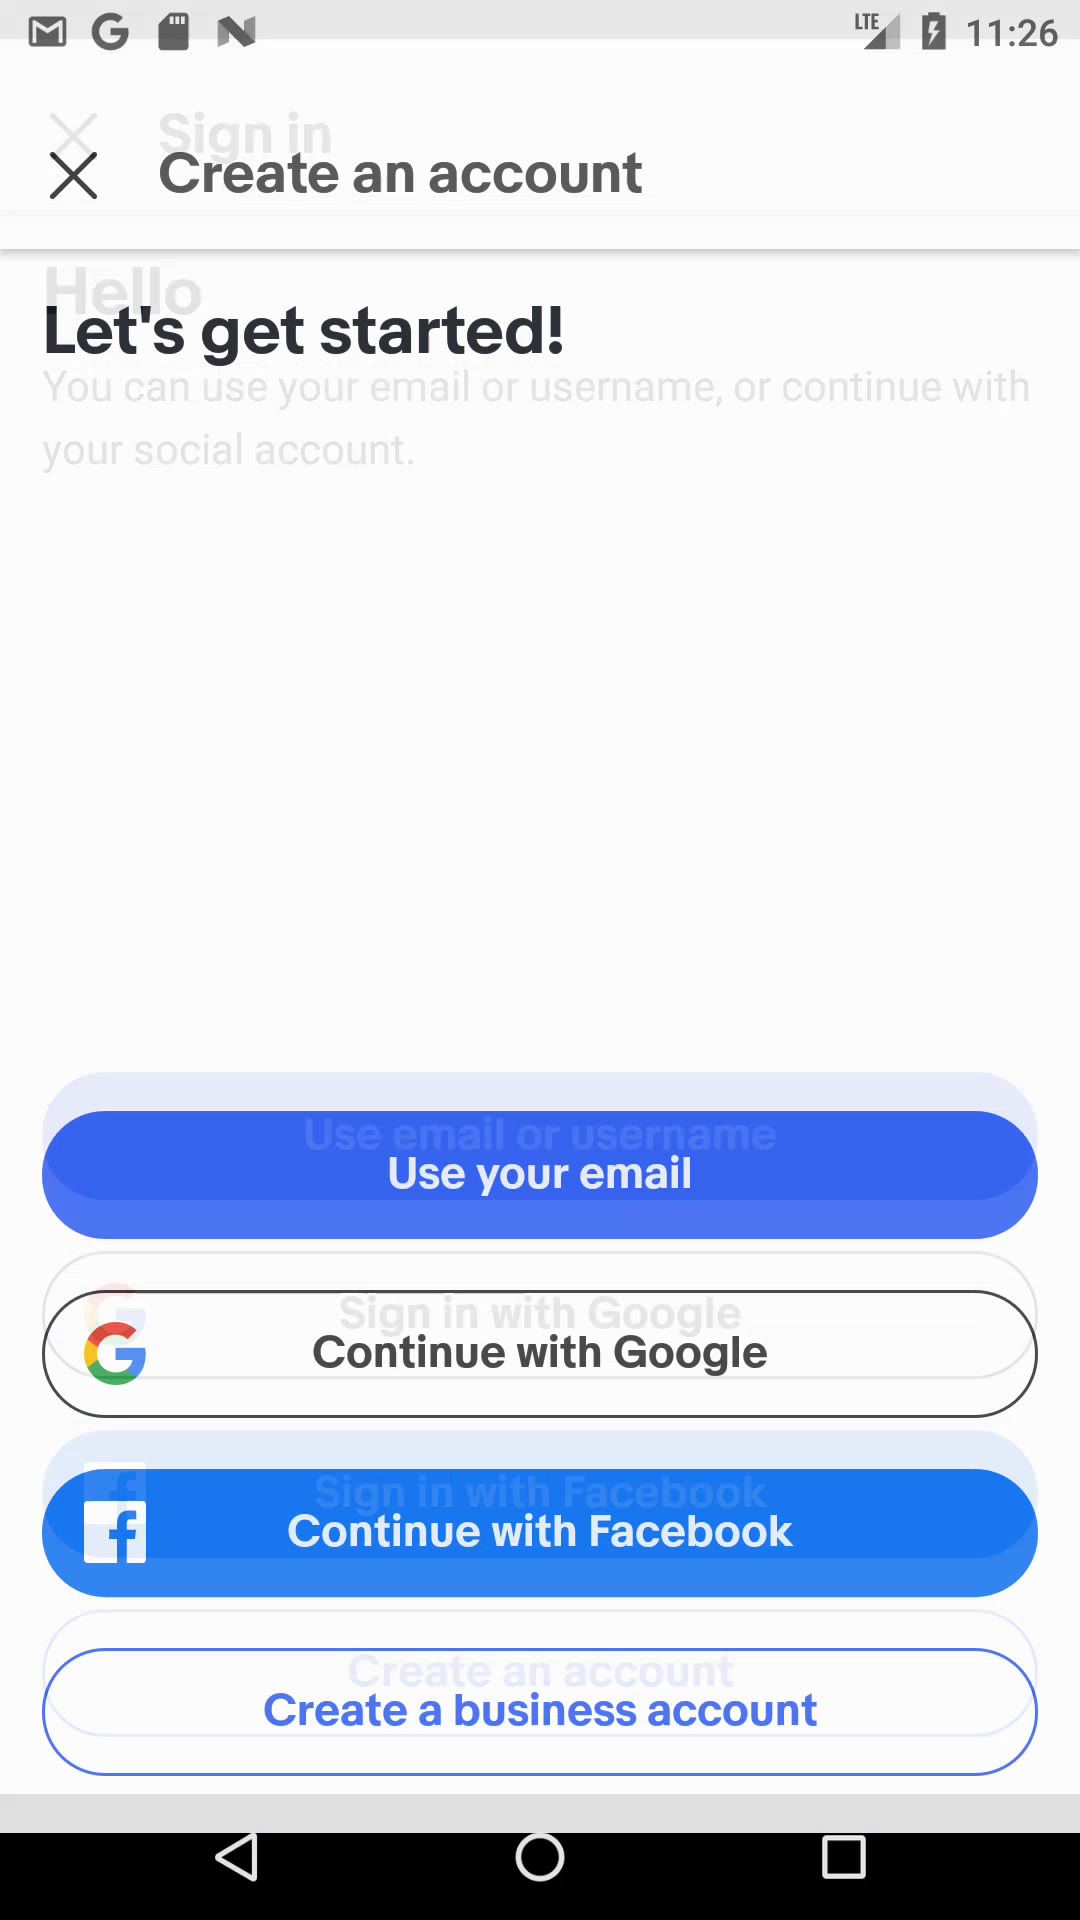 LTE 11:26
Sign in
Create an account
Hello
Let's get started!
You can use your email or username, or continue with
your social account.
Use email or username
Use your email
Sign in with Google
Continue with Google
Sign in with Facebook
Continue with Facebook
Create an account
Create a business account